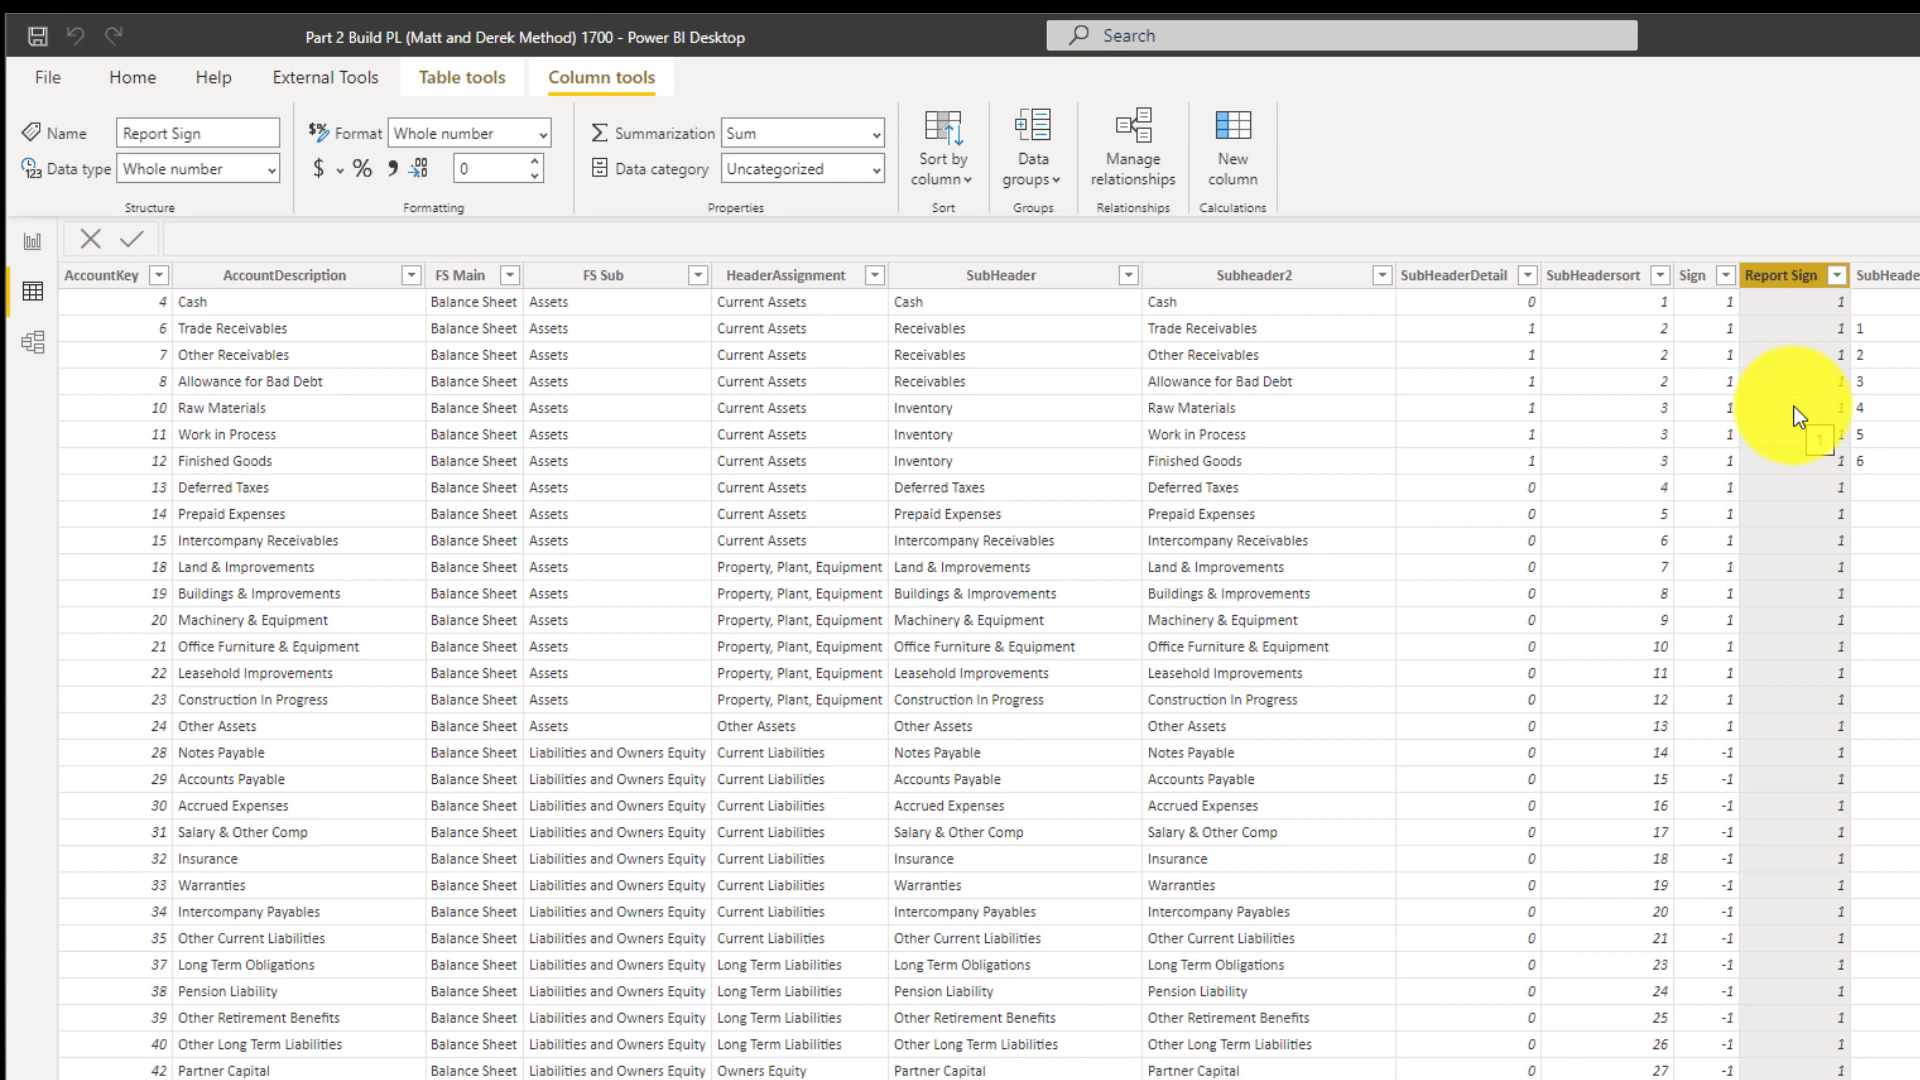 Part 2 Build PL (Matt and Derek Method) 1700 - Power BI Desktop
Search
File Home Help External Tools Table tools Column tools
Name Report Sign $% Format Whole number Summarization Sum
Data type Whole number $ % , 0 Data category Uncategorized
Sort by column Data groups Manage relationships New column
Structure Formatting Properties Sort Groups Relationships Calculations
AccountKey AccountDescription FS Main FS Sub HeaderAssignment SubHeader Subheader2 SubHeaderDetail SubHeadersort Sign Report Sign SubHeade
4 Cash Balance Sheet Assets Current Assets Cash Cash 0 1 1 1
6 Trade Receivables Balance Sheet Assets Current Assets Receivables Trade Receivables 1 2 1 1 1
7 Other Receivables Balance Sheet Assets Current Assets Receivables Other Receivables 1 2 1 1 2
8 Allowance for Bad Debt Balance Sheet Assets Current Assets Receivables Allowance for Bad Debt 1 2 1 1 3
10 Raw Materials Balance Sheet Assets Current Assets Inventory Raw Materials 1 3 1 1 4
11 Work in Process Balance Sheet Assets Current Assets Inventory Work in Process 1 3 1 1 5
12 Finished Goods Balance Sheet Assets Current Assets Inventory Finished Goods 1 3 1 1 6
13 Deferred Taxes Balance Sheet Assets Current Assets Deferred Taxes Deferred Taxes 0 4 1 1
14 Prepaid Expenses Balance Sheet Assets Current Assets Prepaid Expenses Prepaid Expenses 0 5 1 1
15 Intercompany Receivables Balance Sheet Assets Current Assets Intercompany Receivables Intercompany Receivables 0 6 1 1
18 Land & Improvements Balance Sheet Assets Property, Plant, Equipment Land & Improvements Land & Improvements 0 7 1 1
19 Buildings & Improvements Balance Sheet Assets Property, Plant, Equipment Buildings & Improvements Buildings & Improvements 0 8 1 1
20 Machinery & Equipment Balance Sheet Assets Property, Plant, Equipment Machinery & Equipment Machinery & Equipment 0 9 1 1
21 Office Furniture & Equipment Balance Sheet Assets Property, Plant, Equipment Office Furniture & Equipment Office Furniture & Equipment 0 10 1 1
22 Leasehold Improvements Balance Sheet Assets Property, Plant, Equipment Leasehold Improvements Leasehold Improvements 0 11 1 1
23 Construction In Progress Balance Sheet Assets Property, Plant, Equipment Construction In Progress Construction In Progress 0 12 1 1
24 Other Assets Balance Sheet Assets Other Assets Other Assets Other Assets 0 13 1 1
28 Notes Payable Balance Sheet Liabilities and Owners Equity Current Liabilities Notes Payable Notes Payable 0 14 -1 1
29 Accounts Payable Balance Sheet Liabilities and Owners Equity Current Liabilities Accounts Payable Accounts Payable 0 15 -1 1
30 Accrued Expenses Balance Sheet Liabilities and Owners Equity Current Liabilities Accrued Expenses Accrued Expenses 0 16 -1 1
31 Salary & Other Comp Balance Sheet Liabilities and Owners Equity Current Liabilities Salary & Other Comp Salary & Other Comp 0 17 -1 1
32 Insurance Balance Sheet Liabilities and Owners Equity Current Liabilities Insurance Insurance 0 18 -1 1
33 Warranties Balance Sheet Liabilities and Owners Equity Current Liabilities Warranties Warranties 0 19 -1 1
34 Intercompany Payables Balance Sheet Liabilities and Owners Equity Current Liabilities Intercompany Payables Intercompany Payables 0 20 -1 1
35 Other Current Liabilities Balance Sheet Liabilities and Owners Equity Current Liabilities Other Current Liabilities Other Current Liabilities 0 21 -1 1
37 Long Term Obligations Balance Sheet Liabilities and Owners Equity Long Term Liabilities Long Term Obligations Long Term Obligations 0 23 -1 1
38 Pension Liability Balance Sheet Liabilities and Owners Equity Long Term Liabilities Pension Liability Pension Liability 0 24 -1 1
39 Other Retirement Benefits Balance Sheet Liabilities and Owners Equity Long Term Liabilities Other Retirement Benefits Other Retirement Benefits 0 25 -1 1
40 Other Long Term Liabilities Balance Sheet Liabilities and Owners Equity Long Term Liabilities Other Long Term Liabilities Other Long Term Liabilities 0 26 -1 1
42 Partner Capital Balance Sheet Liabilities and Owners Equity Owners Equity Partner Capital Partner Capital 0 27 -1 1